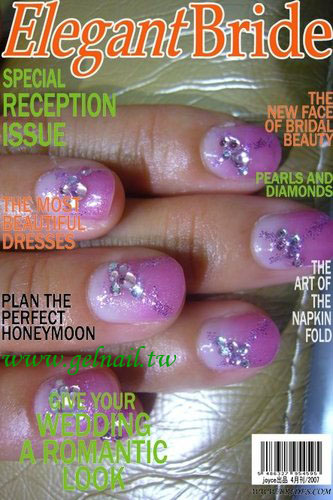 Elegant Bride
SPECIAL
RECEPTION
ISSUE
THE
NEW FACE
OF BRIDAL
BEAUTY
PEARLS AND
DIAMONDS
THE MOST
BEAUTIFUL
DRESSES
THE
ART OF
THE
NAPKIN
FOLD
PLAN THE
PERFECT
HONEYMOON
www.gelnail.tw
GIVE YOUR
WEDDING
A ROMANTIC
LOOK
joyce出品 4月刊/2007